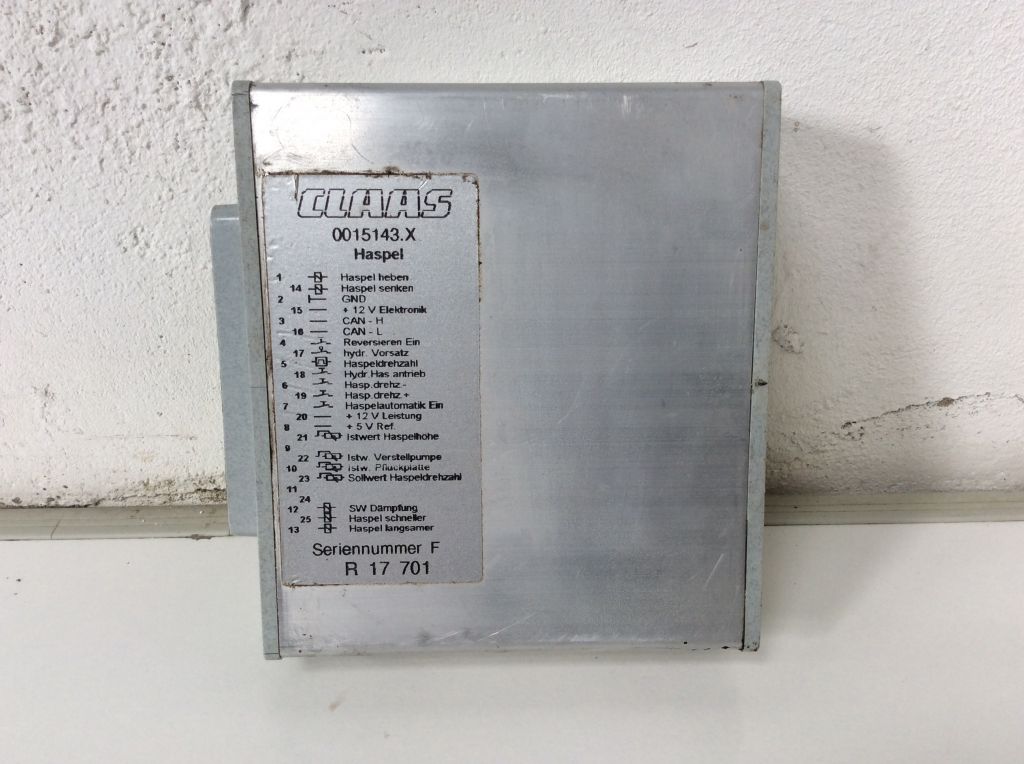 CLAAS
0015143.X
Haspel
1 Haspel heben
14 Haspel senken
2 GND
15 + 12 V Elektronik
3 CAN - H
16 CAN - L
4 Reversieren Ein
17 hydr. Vorsatz
5 Haspeldrehzahl
18 Hydr.Has antrieb
6 Hasp.drehz.-
19 Hasp.drehz.+
7 Haspelautomatik Ein
20 + 12 V Leistung
8 + 5 V Ref.
21 Istwert Haspelhöhe
9
22 Istw. Verstellpumpe
10 Istw. Pflückplatte
23 Sollwert Haspeldrehzahl
11
24
12 SW Dämpfung
25 Haspel schneller
13 Haspel langsamer
Seriennummer F
R 17 701